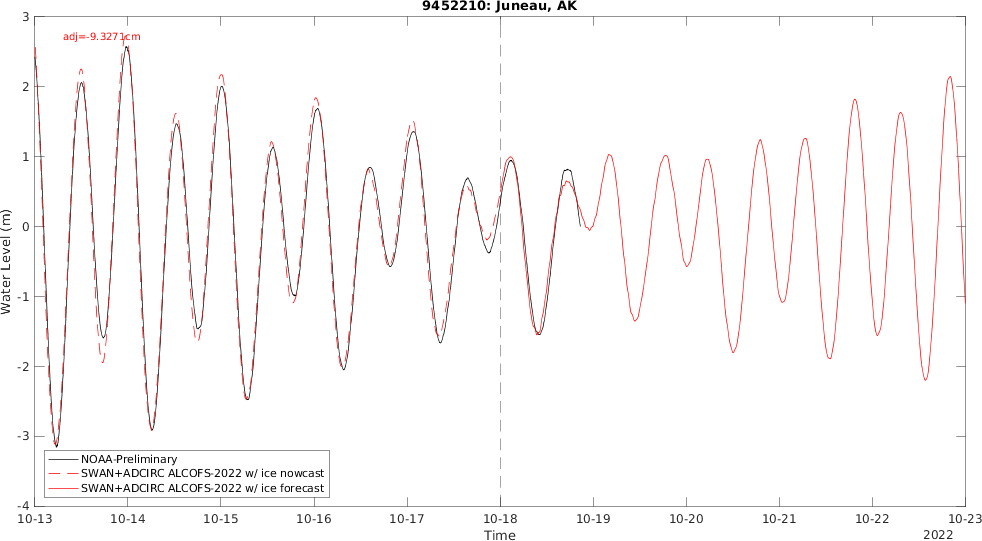 9452210: Juneau, AK
adj=-9.3271cm
3
2
1
0
-1
-2
-3
-4
Water Level (m)
NOAA-Preliminary
SWAN+ADCIRC ALCOFS-2022 w/ ice nowcast
SWAN+ADCIRC ALCOFS-2022 w/ ice forecast
10-13 10-14 10-15 10-16 10-17 10-18 10-19 10-20 10-21 10-22 10-23
Time
2022